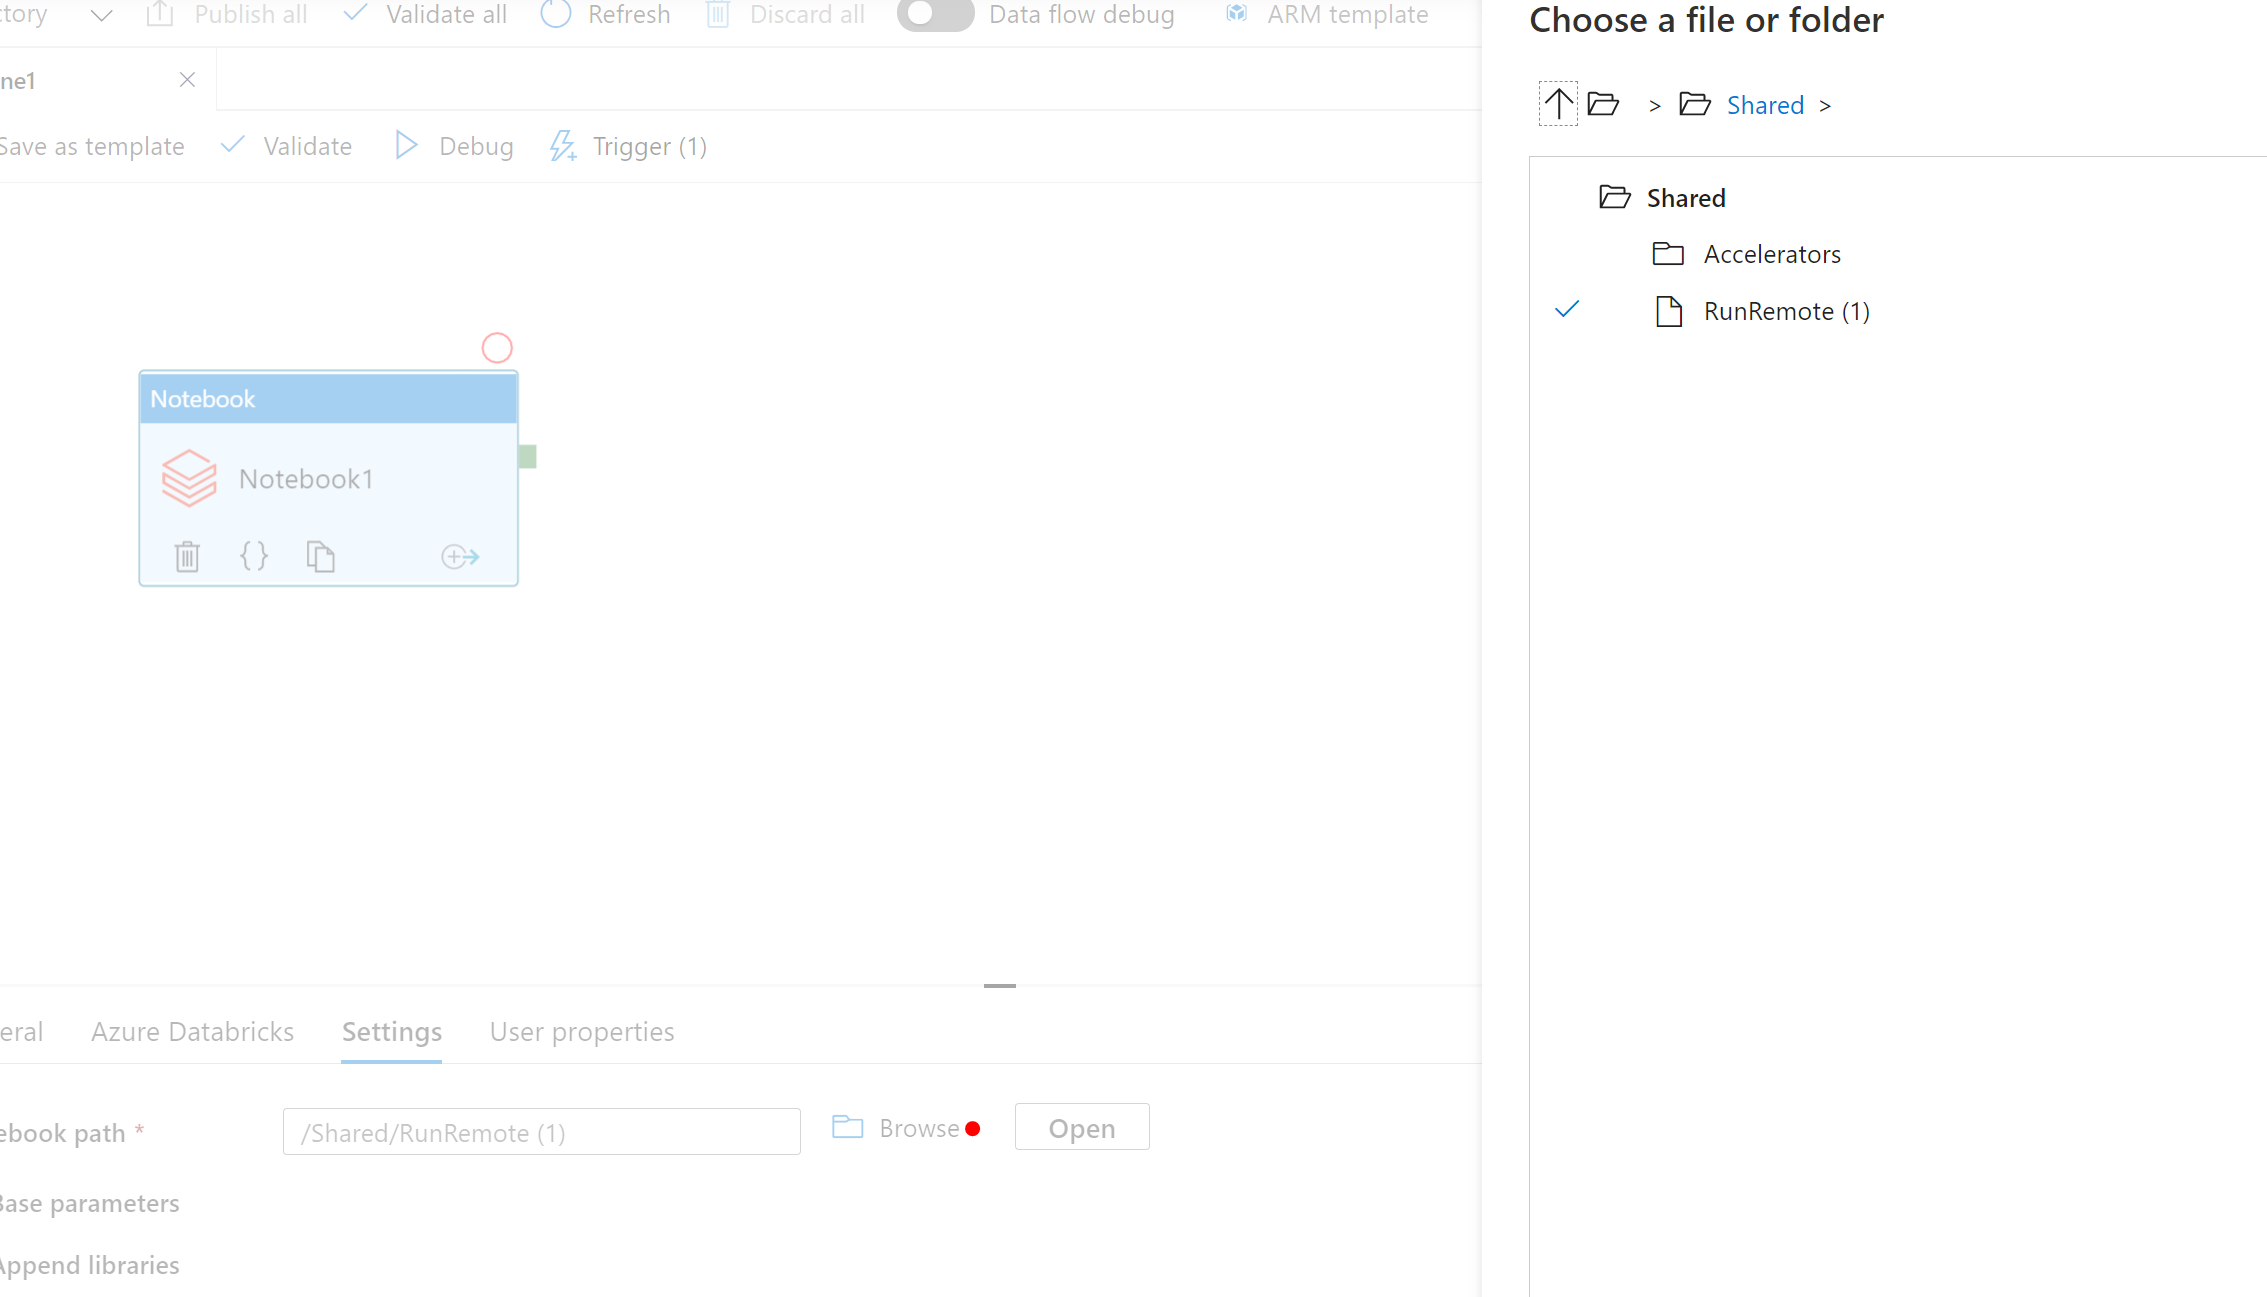 ctory Publish all Validate all Refresh Discard all Data flow debug ARM template
ne1
Save as template Validate Debug Trigger (1)
Notebook
Notebook1
{}
eral Azure Databricks Settings User properties
ebook path * /Shared/RunRemote (1) Browse Open
Base parameters
Append libraries
Choose a file or folder
> Shared >
Shared
Accelerators
RunRemote (1)